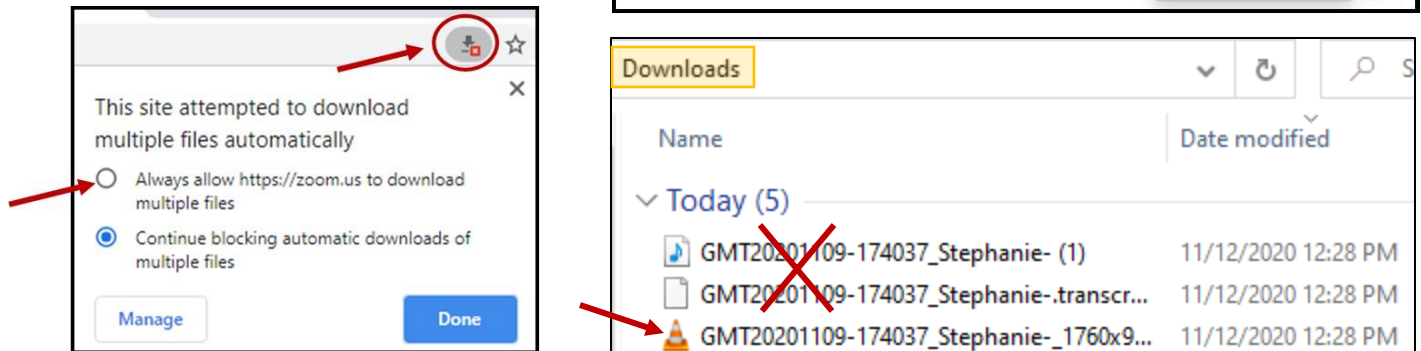 This site attempted to download
multiple files automatically
Always allow https://zoom.us to download
multiple files
Continue blocking automatic downloads of
multiple files
Manage
Done
Downloads
S
Name
Date modified
Today (5)
GMT20201109-174037_Stephanie- (1)
11/12/2020 12:28 PM
GMT20201109-174037_Stephanie-.transcr...
11/12/2020 12:28 PM
GMT20201109-174037_Stephanie-_1760x9...
11/12/2020 12:28 PM